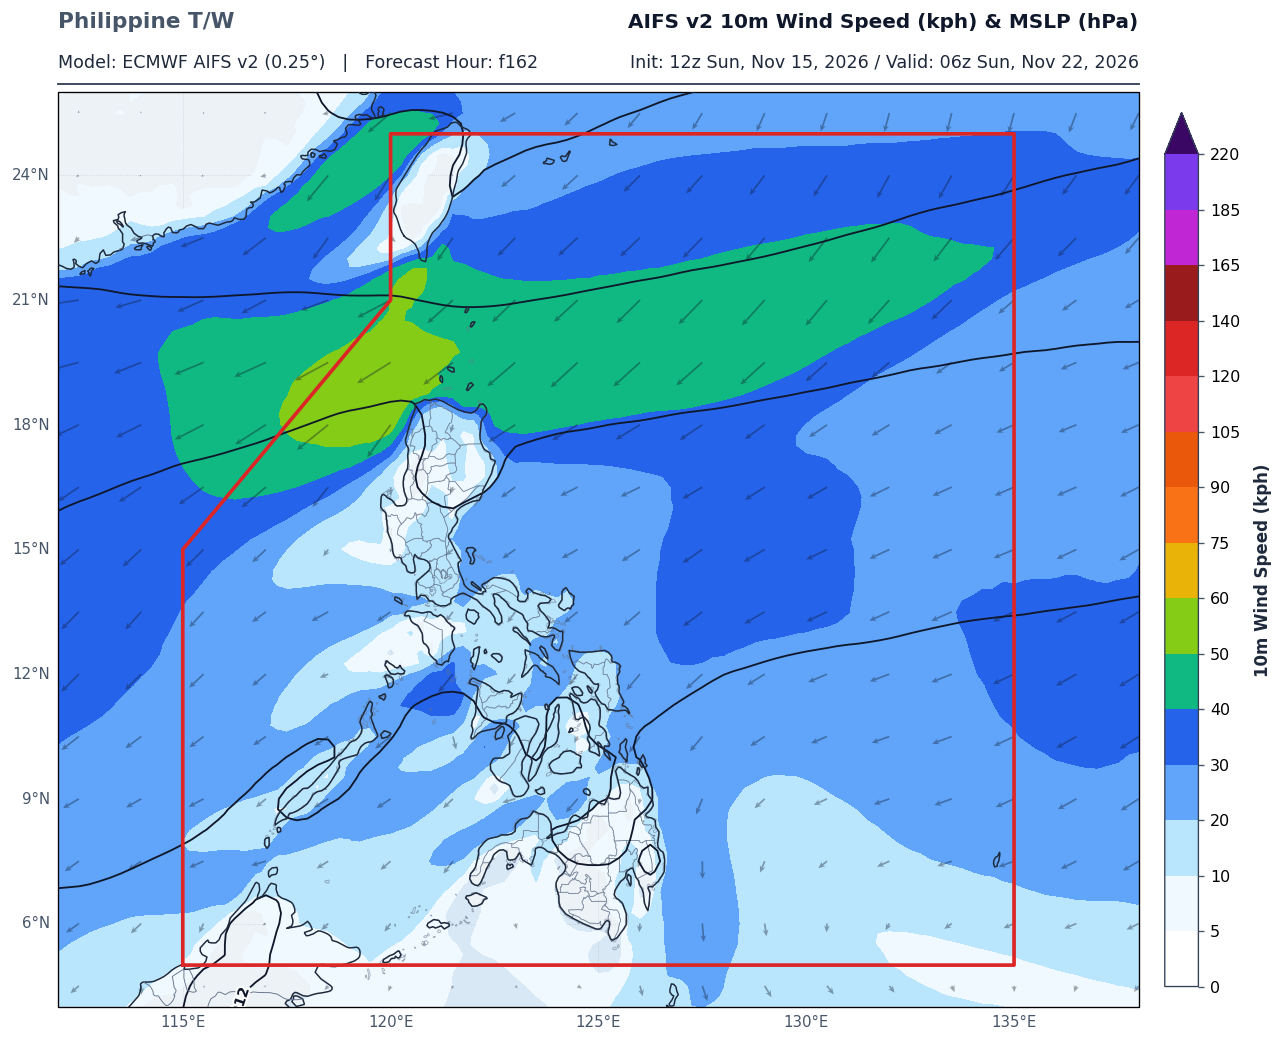 Philippine T/W
AIFS v2 10m Wind Speed (kph) & MSLP (hPa)
Model: ECMWF AIFS v2 (0.25°) | Forecast Hour: f162
Init: 12z Sun, Nov 15, 2026 / Valid: 06z Sun, Nov 22, 2026
24°N
21°N
18°N
15°N
12°N
9°N
6°N
115°E
120°E
125°E
130°E
135°E
12
220
185
165
140
120
105
90
75
60
50
40
30
20
10
5
0
10m Wind Speed (kph)